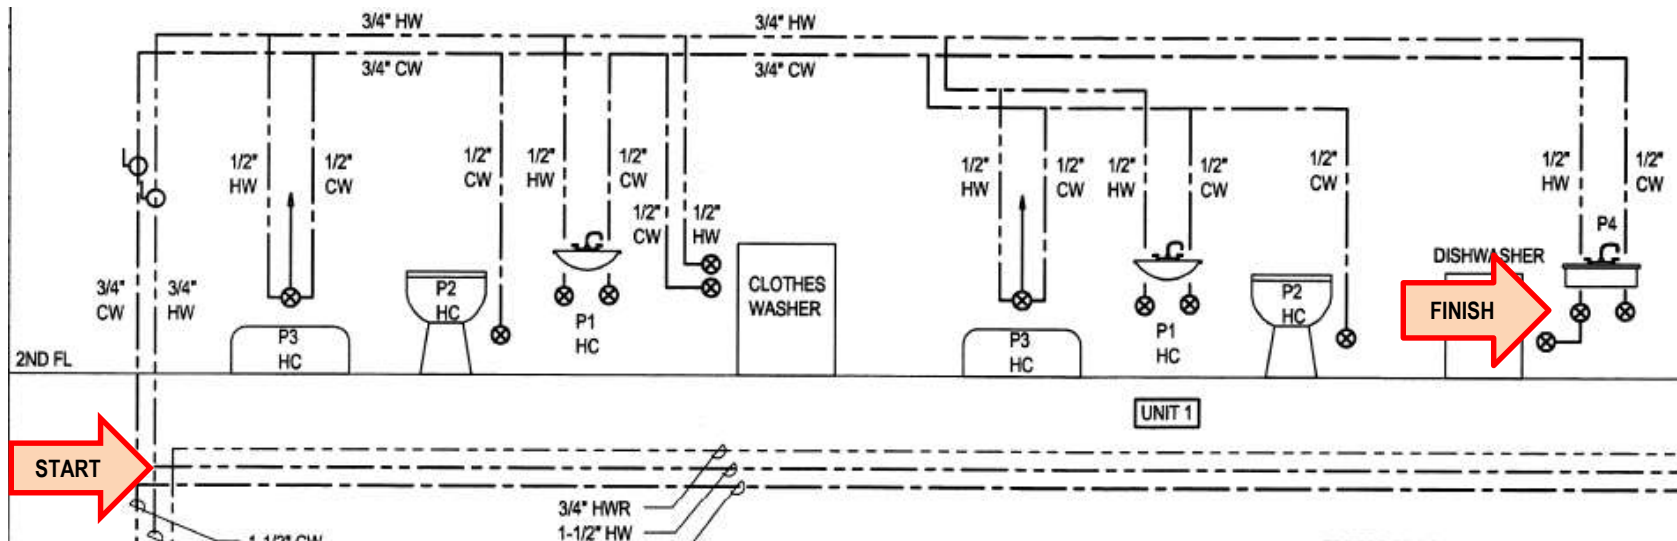 3/4" HW
3/4" HW
3/4" CW
3/4" CW
1/2"
HW
1/2"
CW
1/2"
CW
1/2"
HW
1/2"
CW
1/2"
CW
1/2"
HW
1/2"
HW
1/2"
CW
1/2"
HW
1/2"
CW
1/2"
CW
1/2"
HW
1/2"
CW
P4
DISHWASHER
3/4"
CW
3/4"
HW
P2
HC
CLOTHES
WASHER
P2
HC
FINISH
P1
HC
P1
HC
P3
HC
P3
HC
2ND FL
UNIT 1
START
3/4" HWR
1-1/2" HW
1-1/2" CW